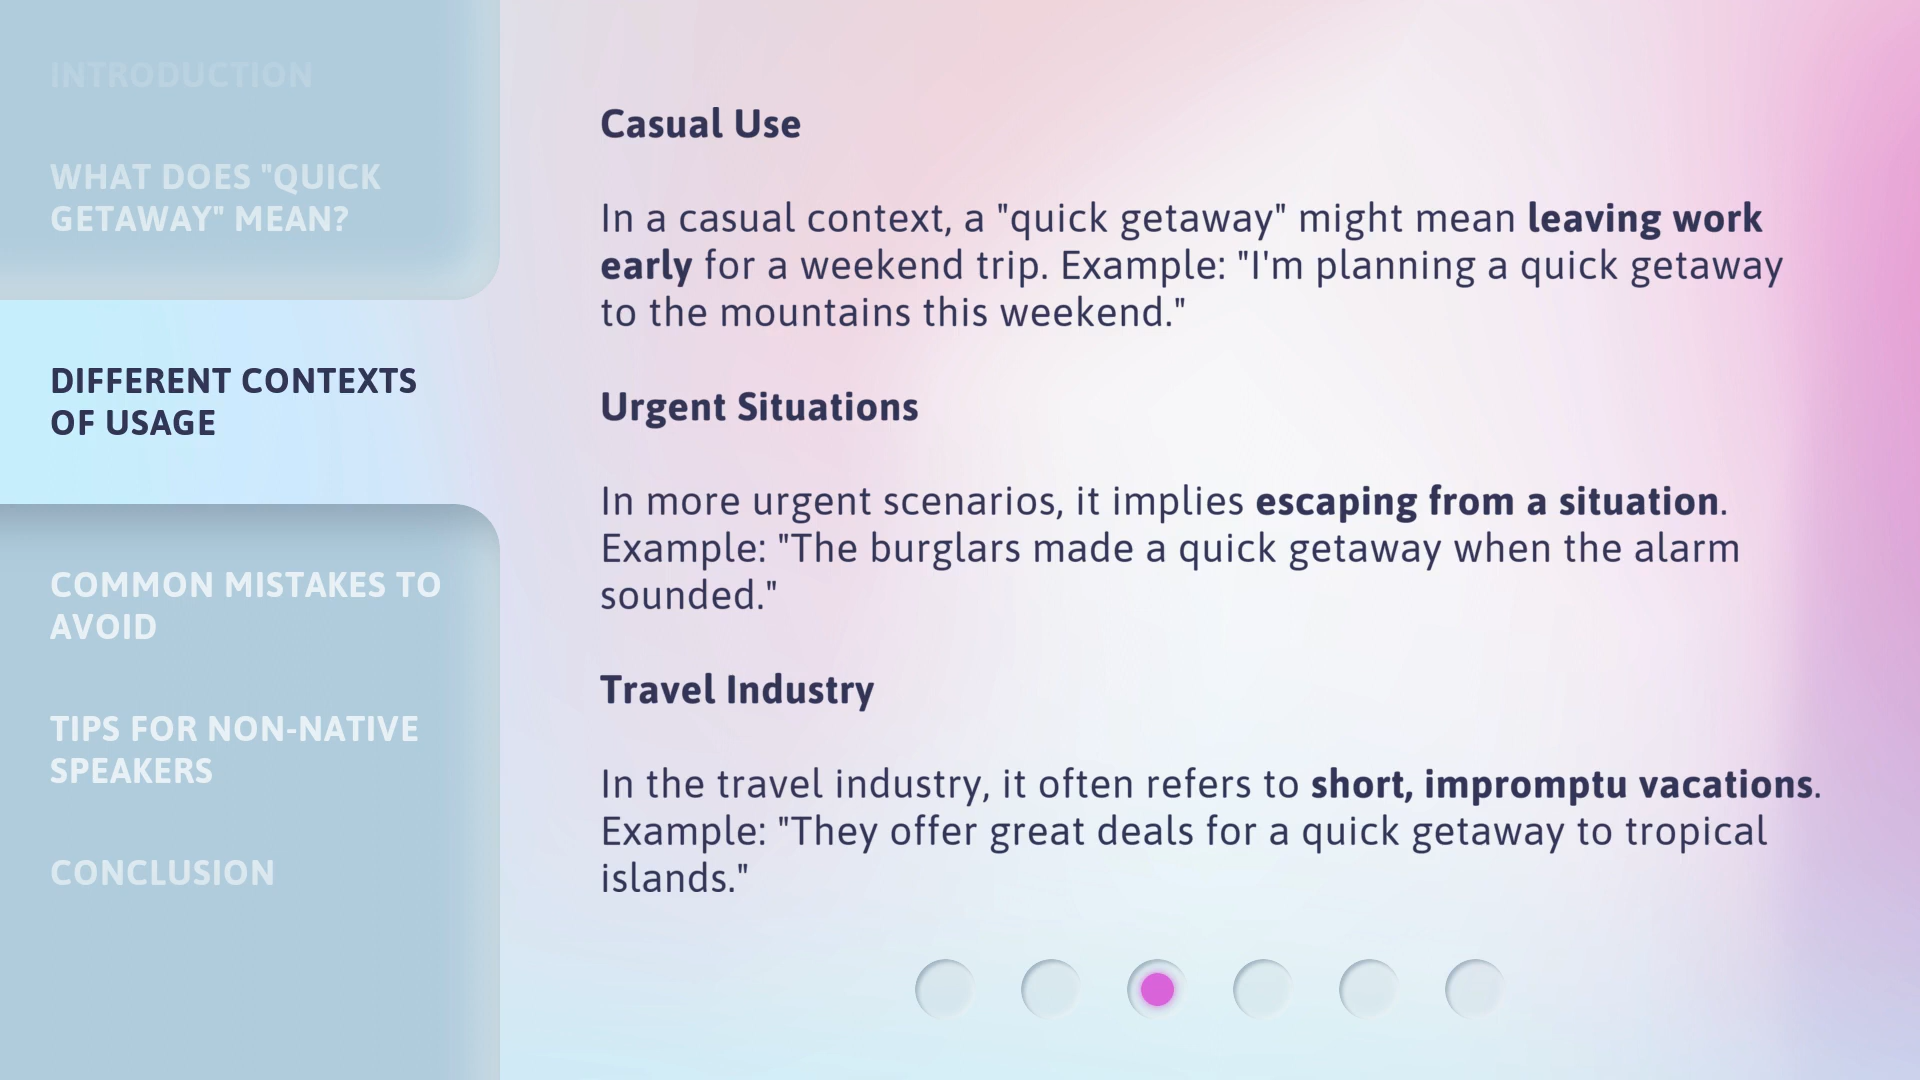 INTRODUCTION
WHAT DOES "QUICK
GETAWAY" MEAN?
DIFFERENT CONTEXTS
OF USAGE
COMMON MISTAKES TO
AVOID
TIPS FOR NON-NATIVE
SPEAKERS
CONCLUSION
Casual Use
In a casual context, a "quick getaway" might mean leaving work
early for a weekend trip. Example: "I'm planning a quick getaway
to the mountains this weekend."
Urgent Situations
In more urgent scenarios, it implies escaping from a situation.
Example: "The burglars made a quick getaway when the alarm
sounded."
Travel Industry
In the travel industry, it often refers to short, impromptu vacations.
Example: "They offer great deals for a quick getaway to tropical
islands."